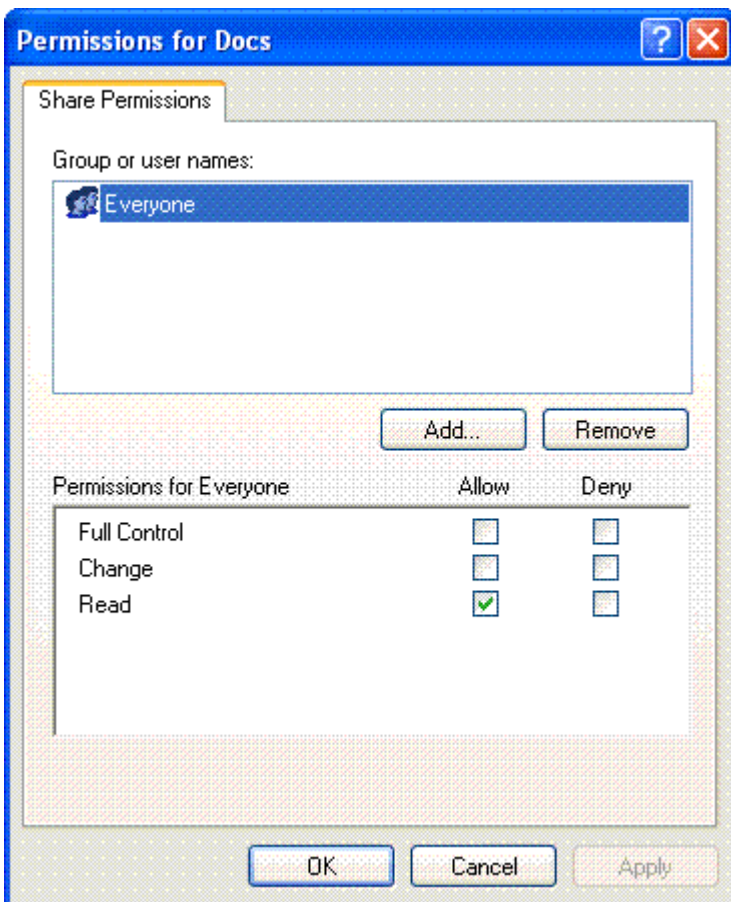 Permissions for Docs
Share Permissions
Group or user names:
Everyone
Add... Remove
Permissions for Everyone Allow Deny
Full Control
Change
Read
OK Cancel Apply